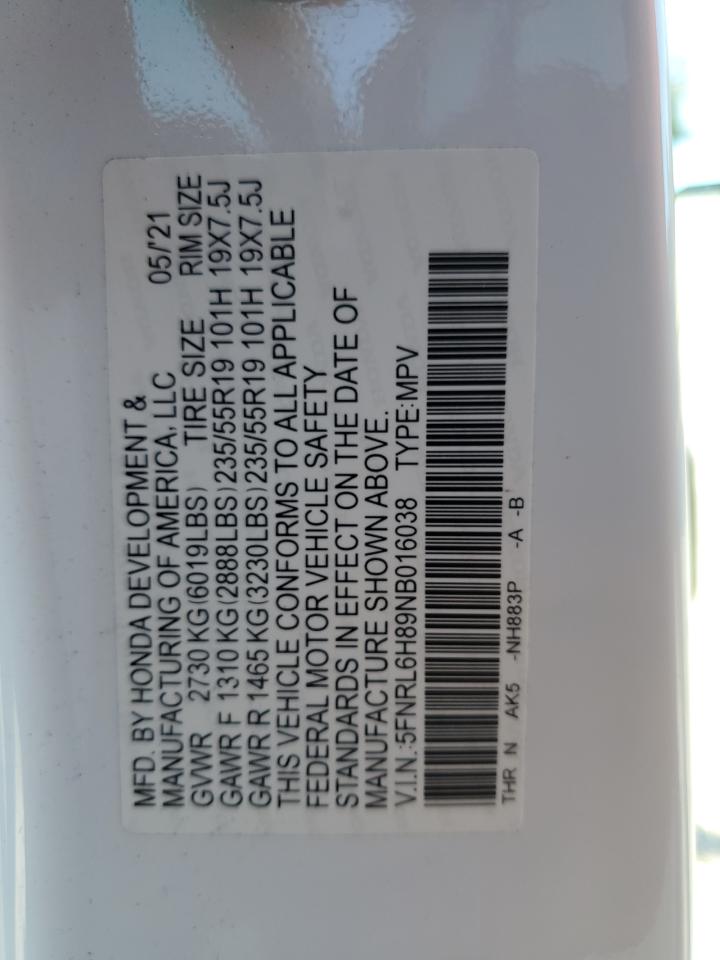 MFD. BY HONDA DEVELOPMENT &
MANUFACTURING OF AMERICA, LLC 05/'21
GVWR 2730 KG (6019LBS) TIRE SIZE RIM SIZE
GAWR F 1310 KG (2888LBS) 235/55R19 101H 19X7.5J
GAWR R 1465 KG (3230LBS) 235/55R19 101H 19X7.5J
THIS VEHICLE CONFORMS TO ALL APPLICABLE
FEDERAL MOTOR VEHICLE SAFETY
STANDARDS IN EFFECT ON THE DATE OF
MANUFACTURE SHOWN ABOVE.
V.I.N.:5FNRL6H89NB016038 TYPE:MPV
THR N AK5 -NH883P -A -B